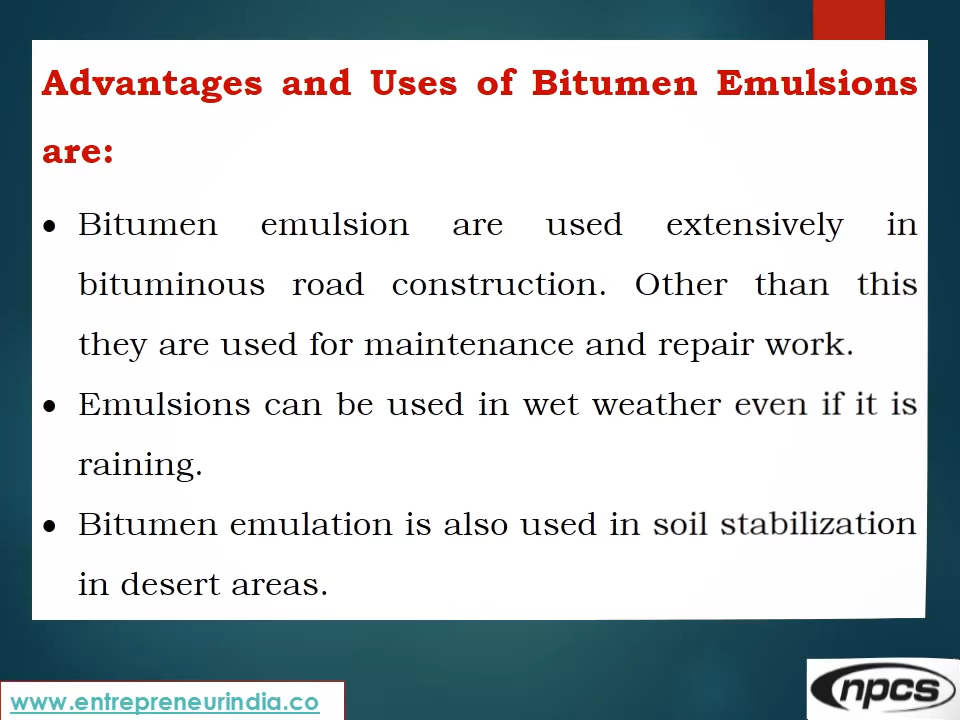 Advantages and Uses of Bitumen Emulsions
are:
• Bitumen emulsion are used extensively in
bituminous road construction. Other than this
they are used for maintenance and repair work.
• Emulsions can be used in wet weather even if it is
raining.
• Bitumen emulation is also used in soil stabilization
in desert areas.
www.entrepreneurindia.co
npcs